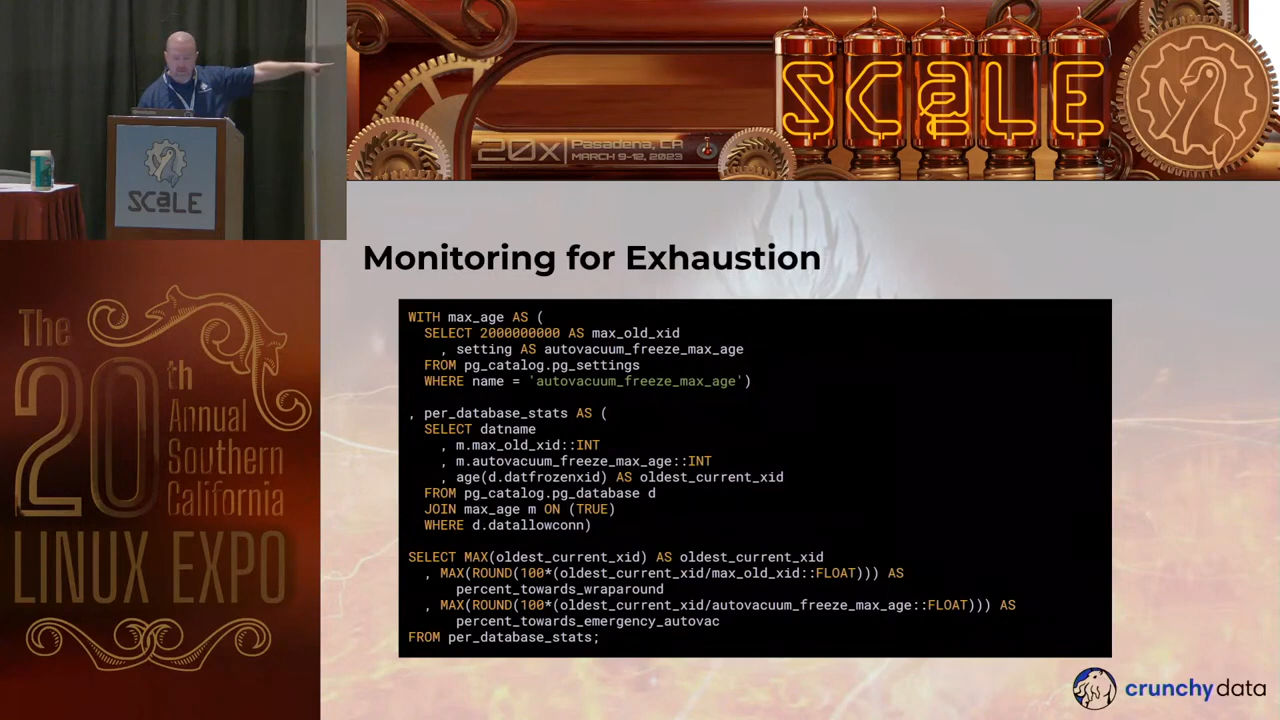 SCaLE
20x
Pasadena, CA
MARCH 9-12, 2023
SCaLE
The
20th
Annual
Southern
California
LINUX EXPO
Monitoring for Exhaustion
WITH max_age AS (
SELECT 2000000000 AS max_old_xid
, setting AS autovacuum_freeze_max_age
FROM pg_catalog.pg_settings
WHERE name = 'autovacuum_freeze_max_age')
, per_database_stats AS (
SELECT datname
, m.max_old_xid::INT
, m.autovacuum_freeze_max_age::INT
, age(d.datfrozenxid) AS oldest_current_xid
FROM pg_catalog.pg_database d
JOIN max_age m ON (TRUE)
WHERE d.datallowconn)
SELECT MAX(oldest_current_xid) AS oldest_current_xid
, MAX(ROUND(100*(oldest_current_xid/max_old_xid::FLOAT))) AS
percent_towards_wraparound
, MAX(ROUND(100*(oldest_current_xid/autovacuum_freeze_max_age::FLOAT))) AS
percent_towards_emergency_autovac
FROM per_database_stats;
crunchydata